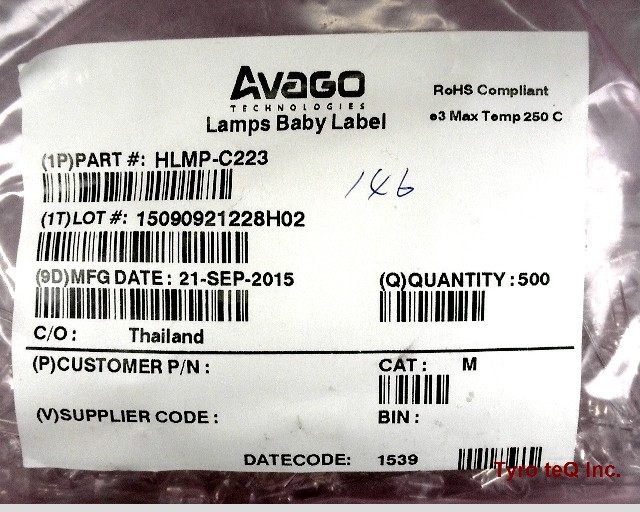 AVAGO
TECHNOLOGIES
RoHS Compliant
Lamps Baby Label
e3 Max Temp 250 C
(1P)PART #: HLMP-C223
146
(1T)LOT #: 15090921228H02
(9D)MFG DATE : 21-SEP-2015
(Q)QUANTITY : 500
C/O : Thailand
(P)CUSTOMER P/N :
CAT : M
(V)SUPPLIER CODE :
BIN :
DATECODE: 1539
Tyro teQ Inc.